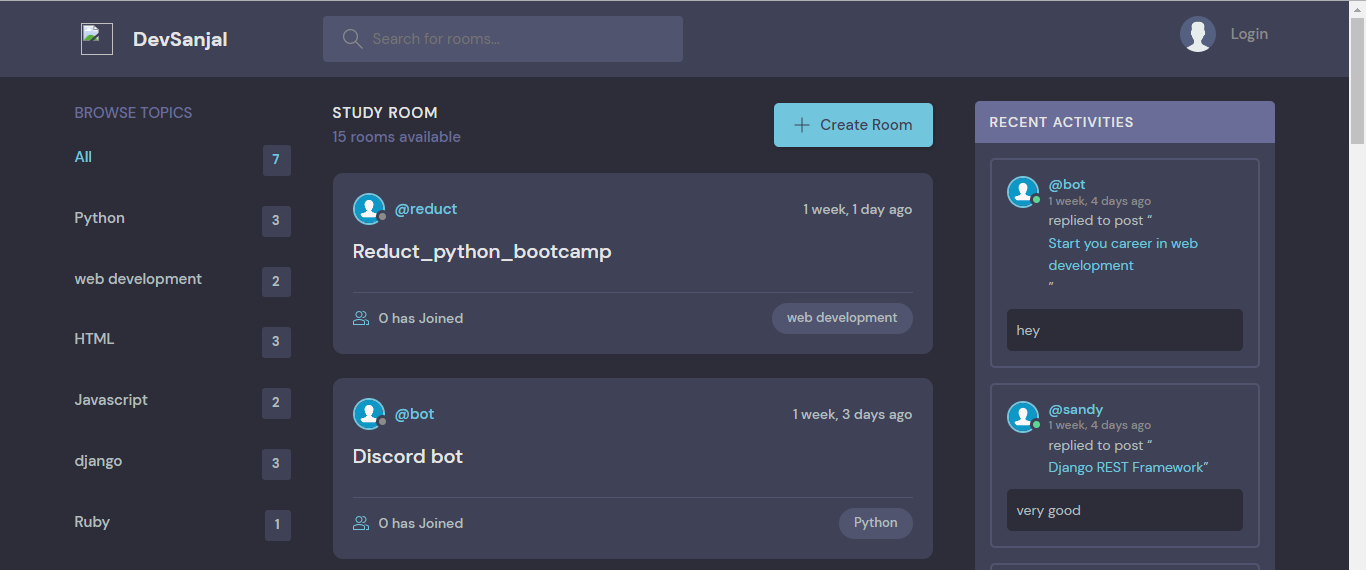 DevSanjal
Search for rooms...
Login
BROWSE TOPICS
All 7
Python 3
web development 2
HTML 3
Javascript 2
django 3
Ruby 1
STUDY ROOM
15 rooms available
Create Room
@reduct 1 week, 1 day ago
Reduct_python_bootcamp
0 has Joined web development
@bot 1 week, 3 days ago
Discord bot
0 has Joined Python
RECENT ACTIVITIES
@bot
1 week, 4 days ago
replied to post “
Start you career in web
development
”
hey
@sandy
1 week, 4 days ago
replied to post “
Django REST Framework”
very good